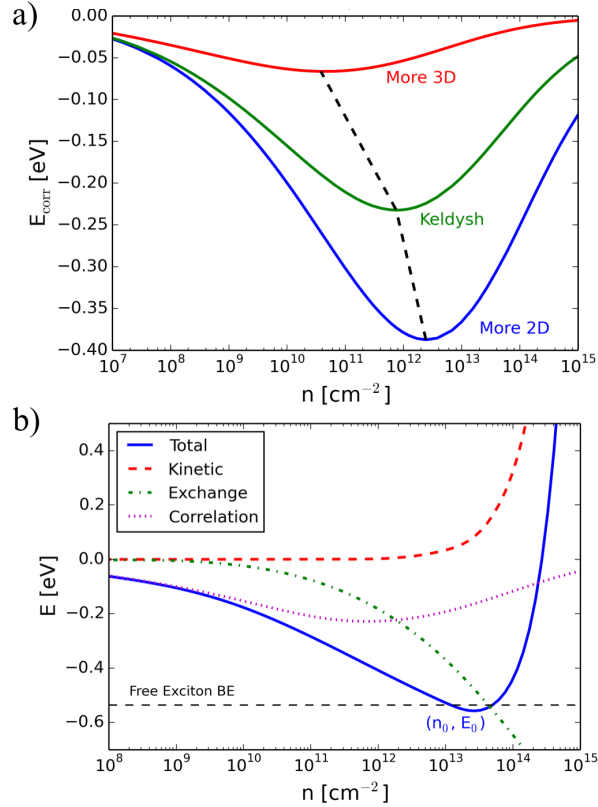 a)
0.00
−0.05
−0.10
−0.15
−0.20
−0.25
−0.30
−0.35
−0.40
E_corr [eV]
More 3D
Keldysh
More 2D
10^7 10^8 10^9 10^10 10^11 10^12 10^13 10^14 10^15
n [cm^−2]
b)
0.4
0.2
0.0
−0.2
−0.4
−0.6
E [eV]
Total
Kinetic
Exchange
Correlation
Free Exciton BE
(n_0, E_0)
10^8 10^9 10^10 10^11 10^12 10^13 10^14 10^15
n [cm^−2]